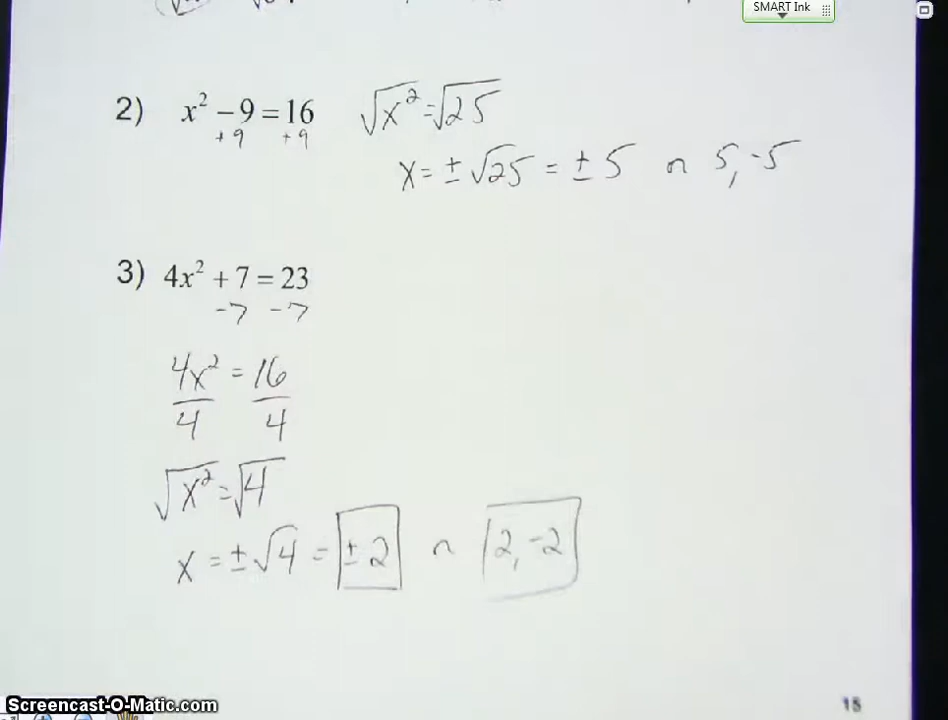 SMART Ink
2) x² − 9 = 16 √x² = √25
+9 +9
x = ± √25 = ± 5 or 5, -5
3) 4x² + 7 = 23
-7 -7
4x² = 16
4 4
√x² = √4
x = ± √4 = ±2 or 2, -2
15
Screencast-O-Matic.com